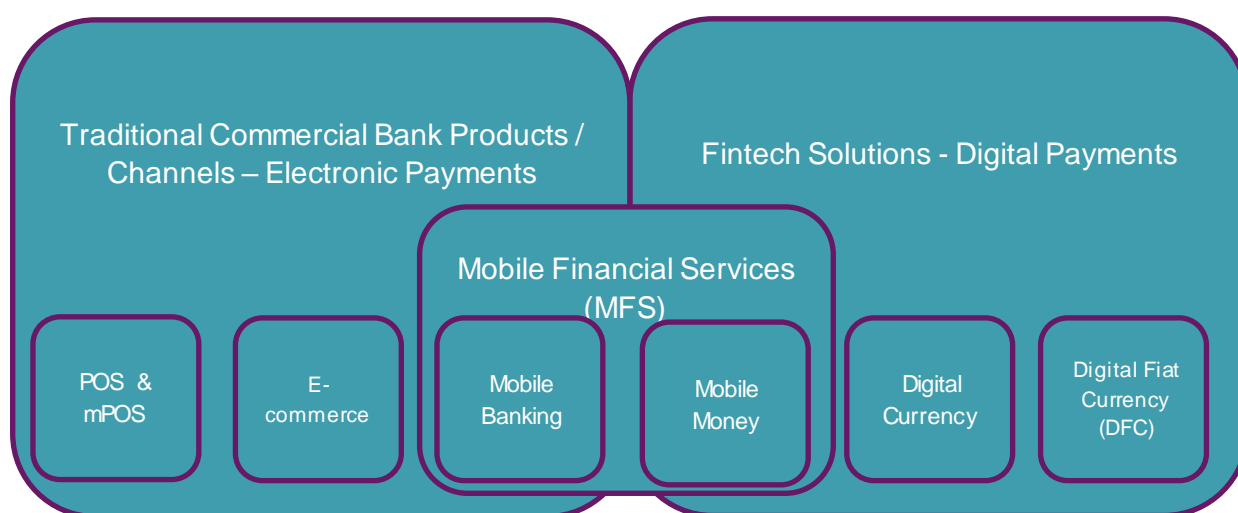 Traditional Commercial Bank Products /
Channels – Electronic Payments
Fintech Solutions - Digital Payments
Mobile Financial Services
(MFS)
POS &
mPOS
E-
commerce
Mobile
Banking
Mobile
Money
Digital
Currency
Digital Fiat
Currency
(DFC)